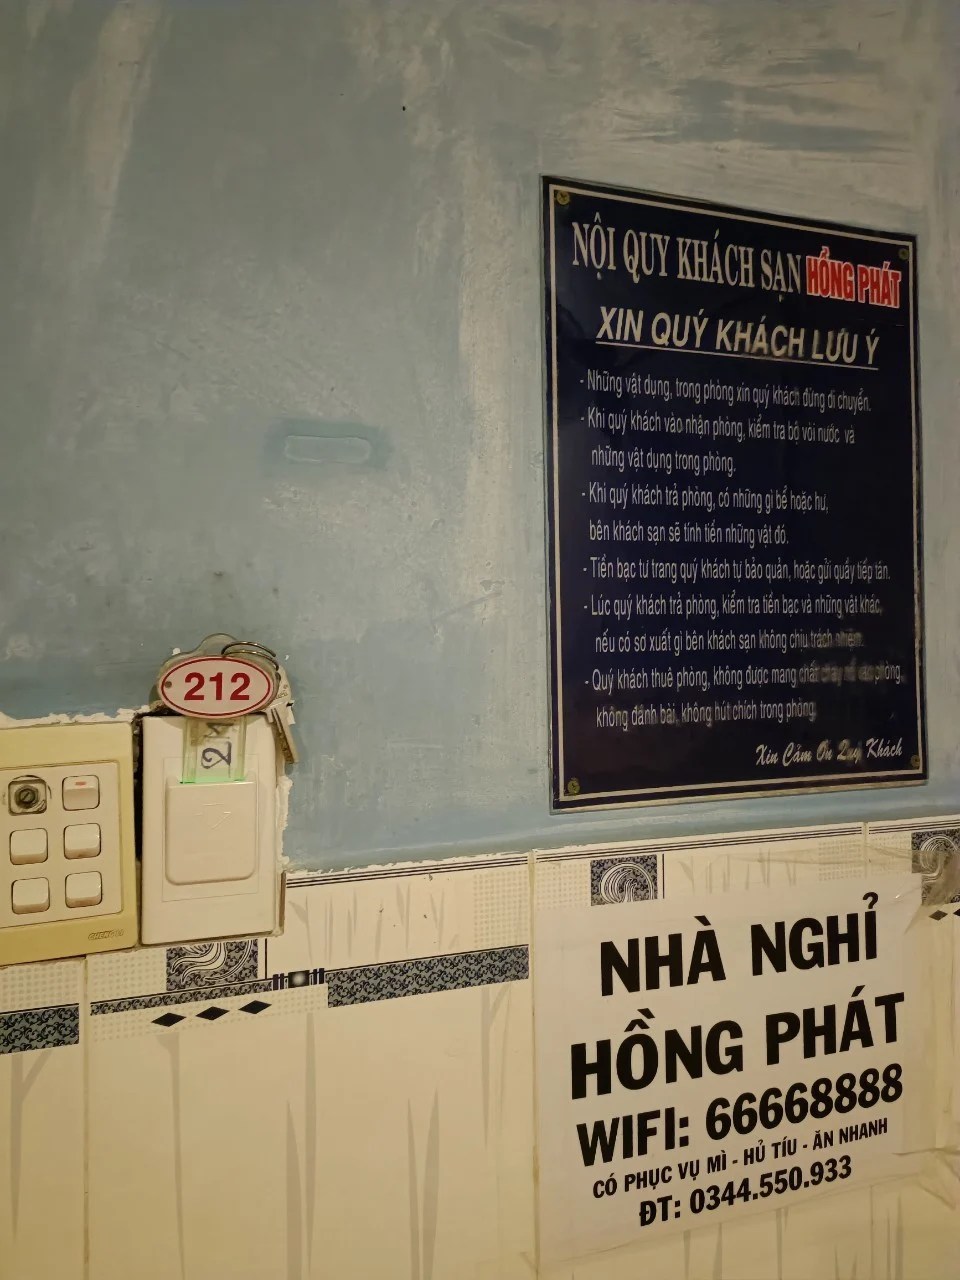 NỘI QUY KHÁCH SẠN HỒNG PHÁT
XIN QUÝ KHÁCH LƯU Ý
- Những vật dụng, trong phòng xin quý khách đừng di chuyển.
- Khi quý khách vào nhận phòng, kiểm tra bộ vòi nước và
những vật dụng trong phòng.
- Khi quý khách trả phòng, có những gì bể hoặc hư,
bên khách sạn sẽ tính tiền những vật đó.
- Tiền bạc tư trang quý khách tự bảo quản, hoặc gửi quầy tiếp tân.
- Lúc quý khách trả phòng, kiểm tra tiền bạc và những vật khác,
nếu có sơ xuất gì bên khách sạn không chịu trách nhiệm.
- Quý khách thuê phòng, không được mang chất cháy nổ vào phòng,
không đánh bài, không hút chích trong phòng.
Xin Cảm Ơn Quý Khách
212
NHÀ NGHỈ
HỒNG PHÁT
WIFI: 66668888
CÓ PHỤC VỤ MÌ - HỦ TÍU - ĂN NHANH
ĐT: 0344.550.933